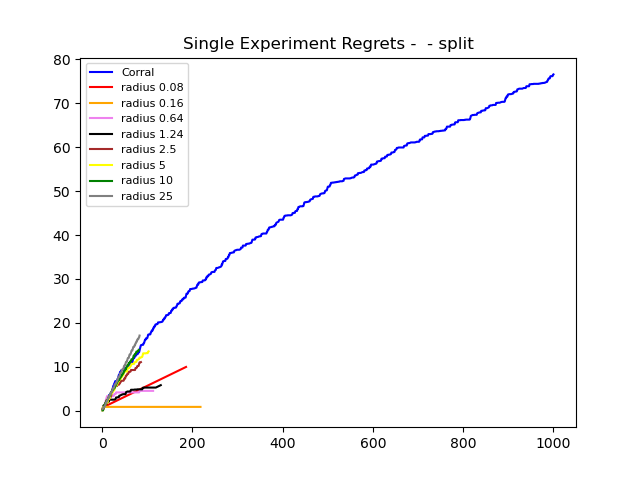 Single Experiment Regrets -  - split
80
70
60
50
40
30
20
10
0
Corral
radius 0.08
radius 0.16
radius 0.64
radius 1.24
radius 2.5
radius 5
radius 10
radius 25
0 200 400 600 800 1000